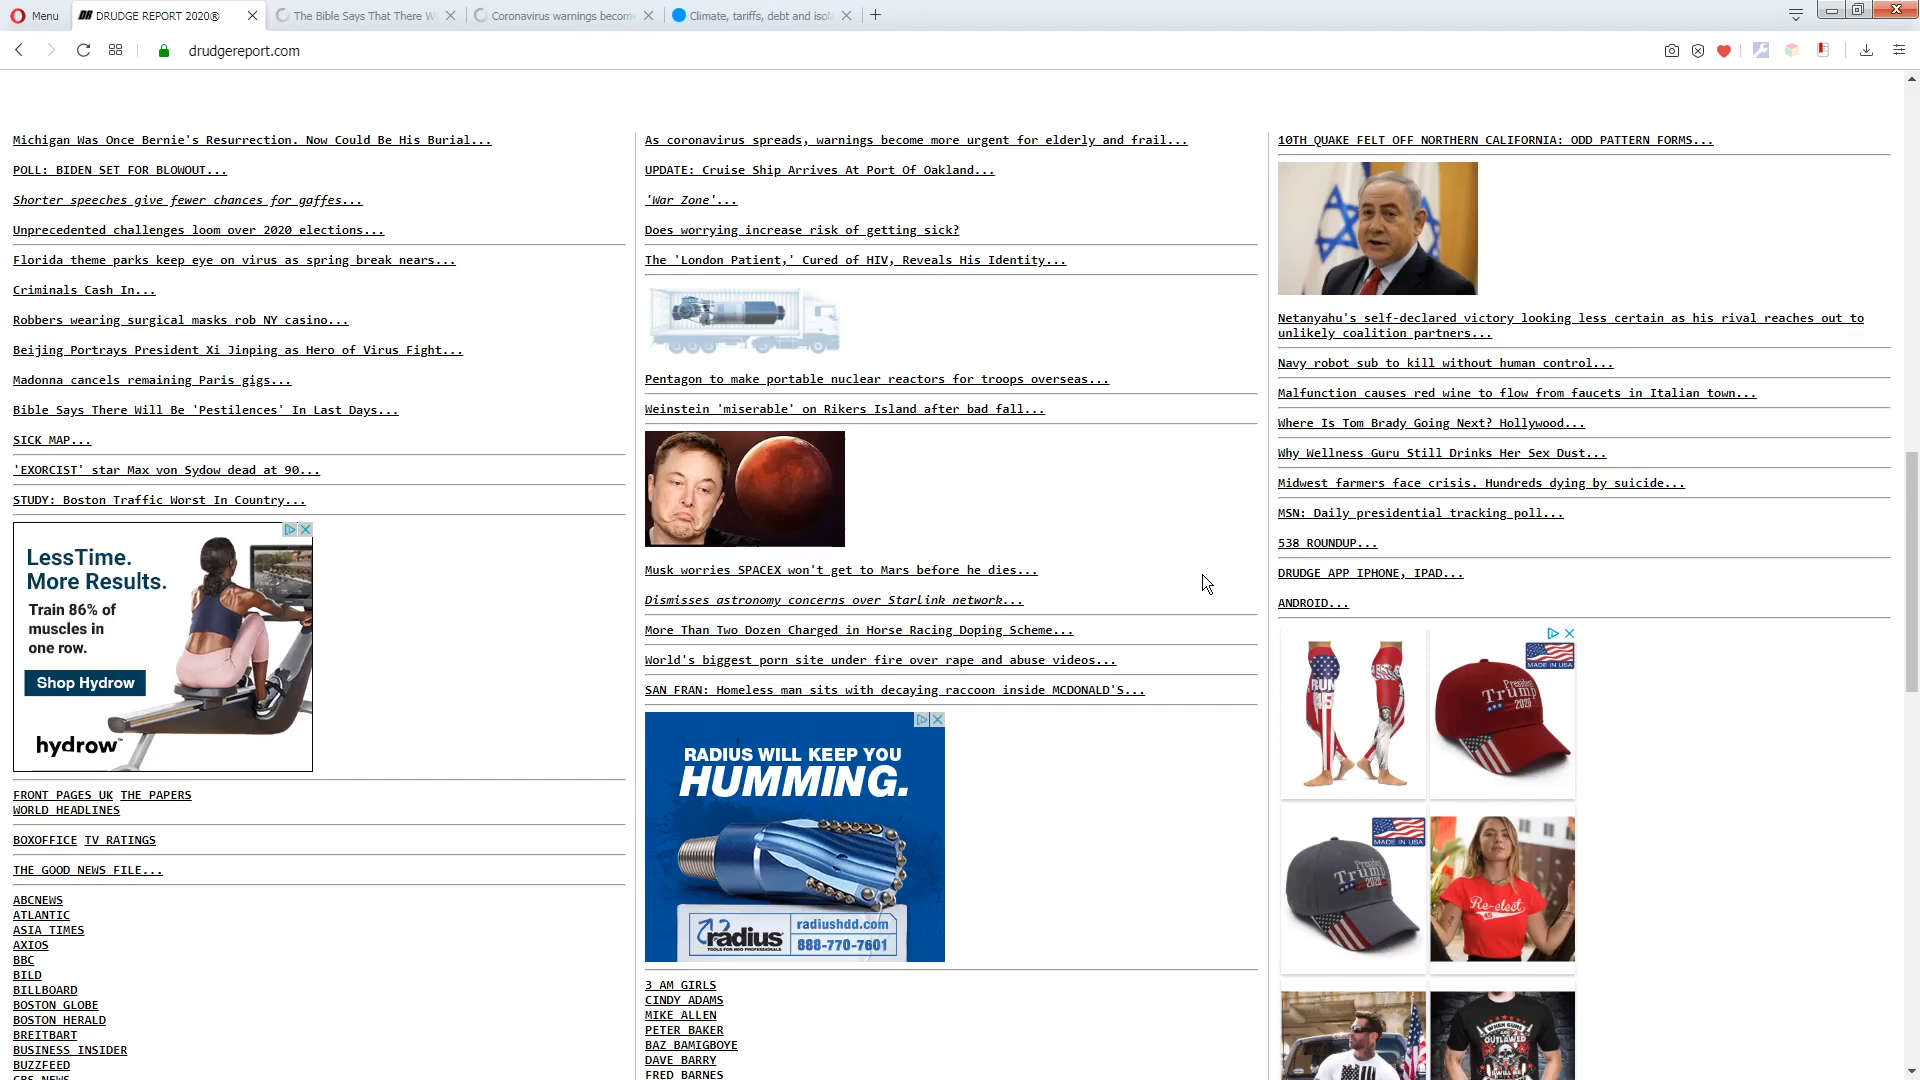 Menu
DR DRUDGE REPORT 2020®
The Bible Says That There W
Coronavirus warnings becom
Climate, tariffs, debt and isol
drudgereport.com
Michigan Was Once Bernie's Resurrection. Now Could Be His Burial...
POLL: BIDEN SET FOR BLOWOUT...
Shorter speeches give fewer chances for gaffes...
Unprecedented challenges loom over 2020 elections...
Florida theme parks keep eye on virus as spring break nears...
Criminals Cash In...
Robbers wearing surgical masks rob NY casino...
Beijing Portrays President Xi Jinping as Hero of Virus Fight...
Madonna cancels remaining Paris gigs...
Bible Says There Will Be 'Pestilences' In Last Days...
SICK MAP...
'EXORCIST' star Max von Sydow dead at 90...
STUDY: Boston Traffic Worst In Country...
LessTime.
More Results.
Train 86% of
muscles in
one row.
Shop Hydrow
hydrow™
FRONT PAGES UK THE PAPERS
WORLD HEADLINES
BOXOFFICE TV RATINGS
THE GOOD NEWS FILE...
ABCNEWS
ATLANTIC
ASIA TIMES
AXIOS
BBC
BILD
BILLBOARD
BOSTON GLOBE
BOSTON HERALD
BREITBART
BUSINESS INSIDER
BUZZFEED
CBS NEWS
As coronavirus spreads, warnings become more urgent for elderly and frail...
UPDATE: Cruise Ship Arrives At Port Of Oakland...
'War Zone'...
Does worrying increase risk of getting sick?
The 'London Patient,' Cured of HIV, Reveals His Identity...
Pentagon to make portable nuclear reactors for troops overseas...
Weinstein 'miserable' on Rikers Island after bad fall...
Musk worries SPACEX won't get to Mars before he dies...
Dismisses astronomy concerns over Starlink network...
More Than Two Dozen Charged in Horse Racing Doping Scheme...
World's biggest porn site under fire over rape and abuse videos...
SAN FRAN: Homeless man sits with decaying raccoon inside MCDONALD'S...
RADIUS WILL KEEP YOU
HUMMING.
radius
TOOLS FOR HDD PROFESSIONALS
radiushdd.com
888-770-7601
3 AM GIRLS
CINDY ADAMS
MIKE ALLEN
PETER BAKER
BAZ BAMIGBOYE
DAVE BARRY
FRED BARNES
10TH QUAKE FELT OFF NORTHERN CALIFORNIA: ODD PATTERN FORMS...
Netanyahu's self-declared victory looking less certain as his rival reaches out to
unlikely coalition partners...
Navy robot sub to kill without human control...
Malfunction causes red wine to flow from faucets in Italian town...
Where Is Tom Brady Going Next? Hollywood...
Why Wellness Guru Still Drinks Her Sex Dust...
Midwest farmers face crisis. Hundreds dying by suicide...
MSN: Daily presidential tracking poll...
538 ROUNDUP...
DRUDGE APP IPHONE, IPAD...
ANDROID...
RUN
45
MADE IN USA
President
Trump
2020
MADE IN USA
President
Trump
2020
Re-elect
45
WHEN GUNS
ARE
OUTLAWED
I WILL BE